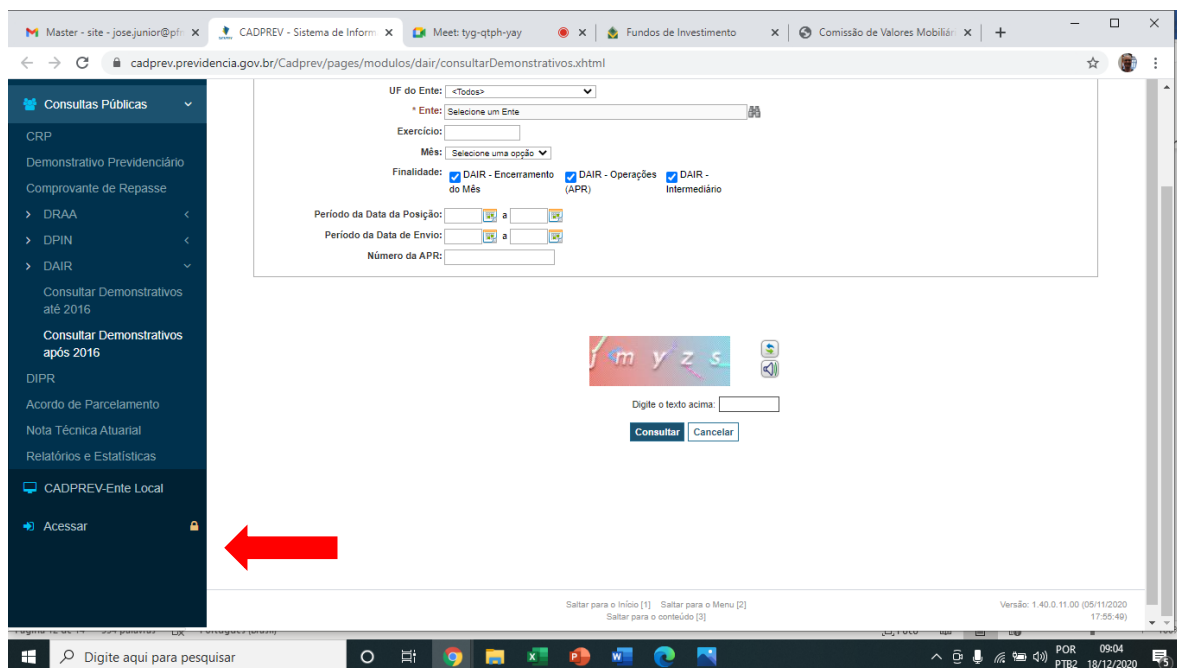 Master - site - jose.junior@pfn
CADPREV - Sistema de Inform
Meet: tyg-qtph-yay
Fundos de Investimento
Comissão de Valores Mobiliári
cadprev.previdencia.gov.br/Cadprev/pages/modulos/dair/consultarDemonstrativos.xhtml
Consultas Públicas
CRP
Demonstrativo Previdenciário
Comprovante de Repasse
DRAA
DPIN
DAIR
Consultar Demonstrativos
até 2016
Consultar Demonstrativos
após 2016
DIPR
Acordo de Parcelamento
Nota Técnica Atuarial
Relatórios e Estatísticas
CADPREV-Ente Local
Acessar
UF do Ente: <Todos>
* Ente: Selecione um Ente
Exercício:
Mês: Selecione uma opção
Finalidade: DAIR - Encerramento do Mês DAIR - Operações (APR) DAIR - Intermediário
Período da Data da Posição: a
Período da Data de Envio: a
Número da APR:
j m y z s
Digite o texto acima:
Consultar Cancelar
Saltar para o Início [1] Saltar para o Menu [2]
Saltar para o conteúdo [3]
Versão: 1.40.0.11.00 (05/11/2020
17:55:49)
Digite aqui para pesquisar
POR
PTB2
09:04
18/12/2020
5